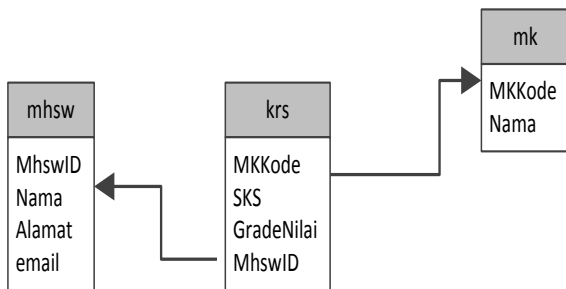 mhsw
MhswID
Nama
Alamat
email
krs
MKKode
SKS
GradeNilai
MhswID
mk
MKKode
Nama